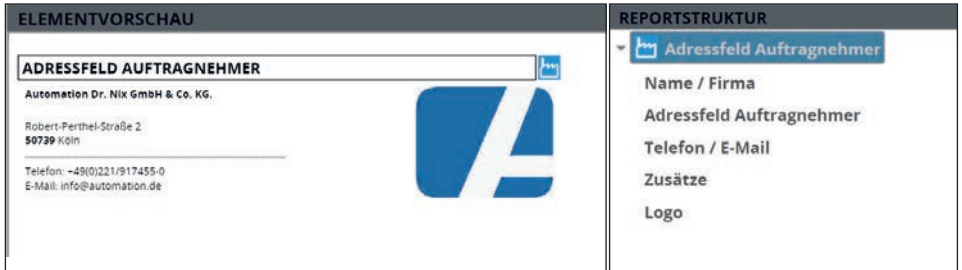 ELEMENTVORSCHAU
ADRESSFELD AUFTRAGNEHMER
Automation Dr. Nix GmbH & Co. KG.
Robert-Perthel-Straße 2
50739 Köln
Telefon: +49(0)221/917455-0
E-Mail: info@automation.de
REPORTSTRUKTUR
Adressfeld Auftragnehmer
Name / Firma
Adressfeld Auftragnehmer
Telefon / E-Mail
Zusätze
Logo